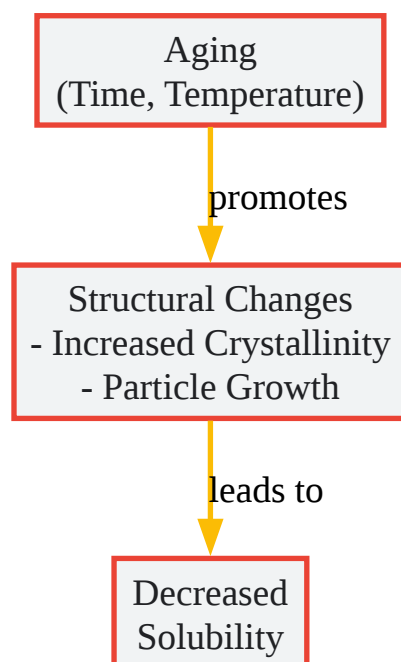 Aging
(Time, Temperature)
promotes
Structural Changes
- Increased Crystallinity
- Particle Growth
leads to
Decreased
Solubility